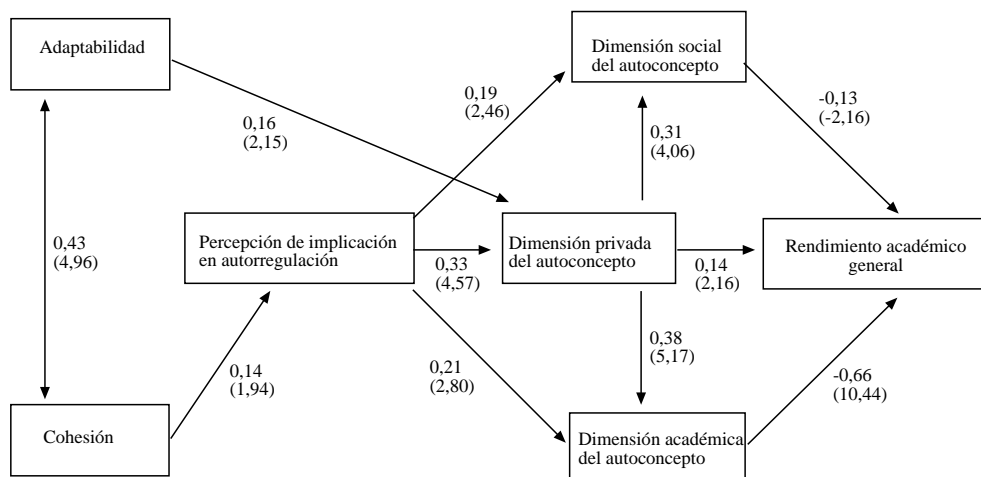 Adaptabilidad
Dimensión social
del autoconcepto
0,19
(2,46)
-0,13
(-2,16)
0,16
(2,15)
0,31
(4,06)
0,43
(4,96)
Percepción de implicación
en autorregulación
0,33
(4,57)
Dimensión privada
del autoconcepto
0,14
(2,16)
Rendimiento académico
general
0,14
(1,94)
0,21
(2,80)
0,38
(5,17)
-0,66
(10,44)
Cohesión
Dimensión académica
del autoconcepto